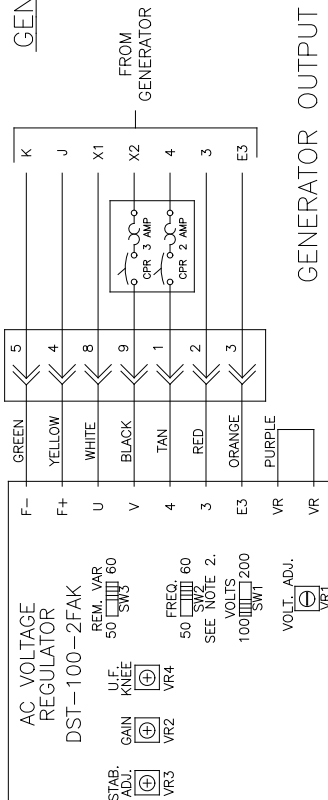 GEN
FROM
GENERATOR
K
J
X1
X2
4
3
E3
CPR 3 AMP
CPR 2 AMP
GENERATOR OUTPUT
5
4
8
9
1
2
3
GREEN
YELLOW
WHITE
BLACK
TAN
RED
ORANGE
PURPLE
F-
F+
U
V
4
3
E3
VR
VR
AC VOLTAGE
REGULATOR
DST-100-2FAK
REM. VAR
50 60
SW3
FREQ.
50 60
SW2
SEE NOTE 2.
VOLTS
100 200
SW1
VOLT. ADJ.
VR1
U.F.
KNEE
VR4
GAIN
VR2
STAB.
ADJ.
VR3